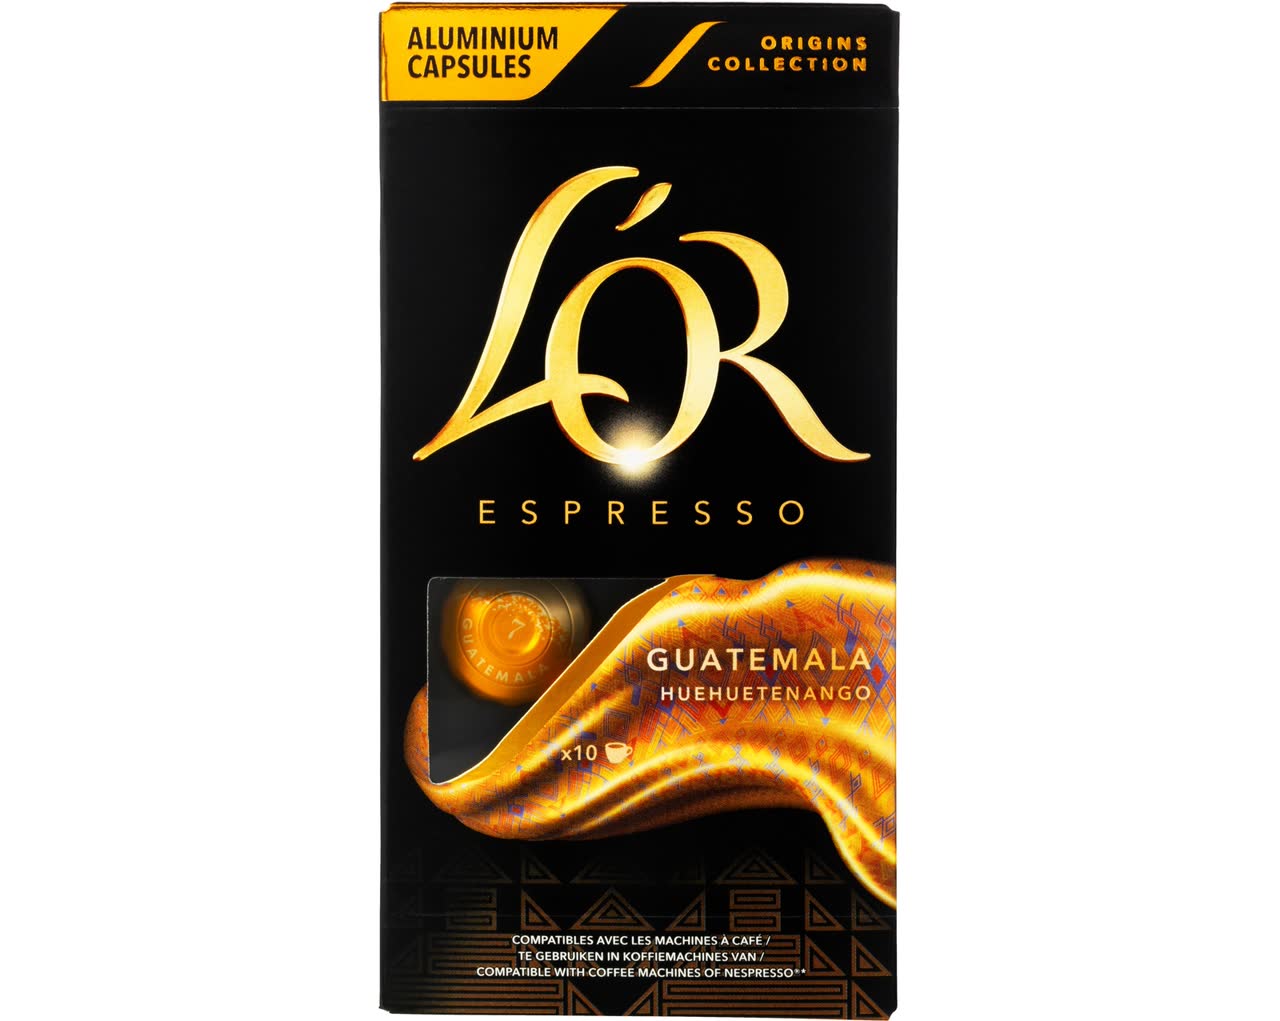 ALUMINIUM
CAPSULES
ORIGINS
COLLECTION
L'OR
ESPRESSO
7
GUATEMALA
GUATEMALA
HUEHUETENANGO
x10
COMPATIBLES AVEC LES MACHINES À CAFÉ /
TE GEBRUIKEN IN KOFFIEMACHINES VAN /
COMPATIBLE WITH COFFEE MACHINES OF NESPRESSO®*